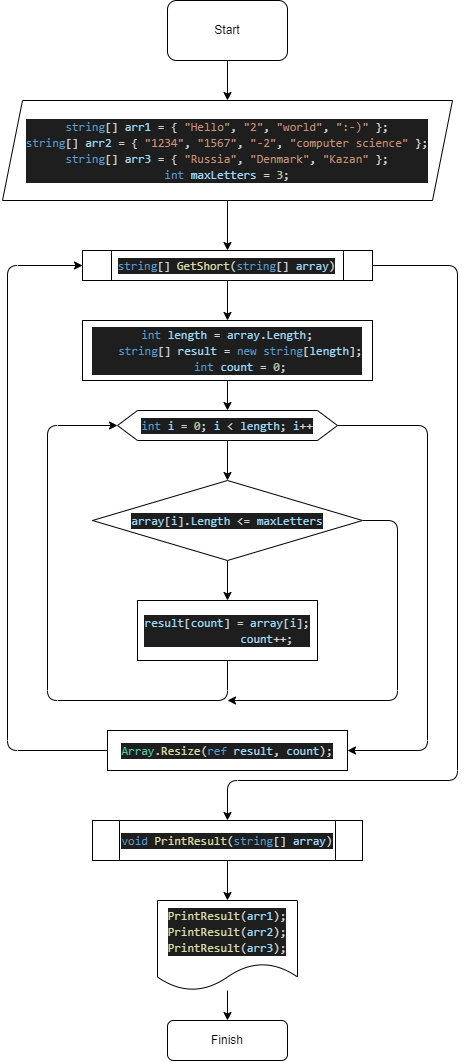 Start
string[] arr1 = { "Hello", "2", "world", ":-)" };
string[] arr2 = { "1234", "1567", "-2", "computer science" };
string[] arr3 = { "Russia", "Denmark", "Kazan" };
int maxLetters = 3;
string[] GetShort(string[] array)
int length = array.Length;
string[] result = new string[length];
int count = 0;
int i = 0; i < length; i++
array[i].Length <= maxLetters
result[count] = array[i];
count++;
Array.Resize(ref result, count);
void PrintResult(string[] array)
PrintResult(arr1);
PrintResult(arr2);
PrintResult(arr3);
Finish